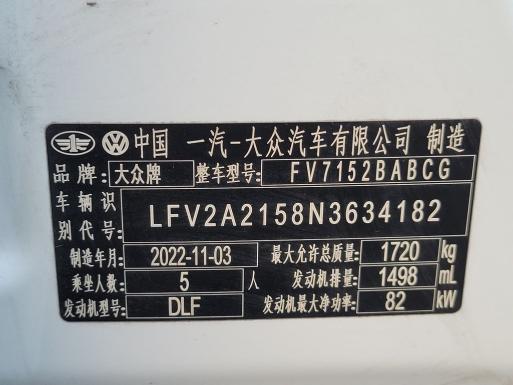 中国 一汽-大众汽车有限公司 制造
品牌: 大众牌 整车型号: FV7152BABCG
车辆识别代号: LFV2A2158N3634182
制造年月: 2022-11-03 最大允许总质量: 1720 kg
乘坐人数: 5 人 发动机排量: 1498 mL
发动机型号: DLF 发动机最大净功率: 82 kW